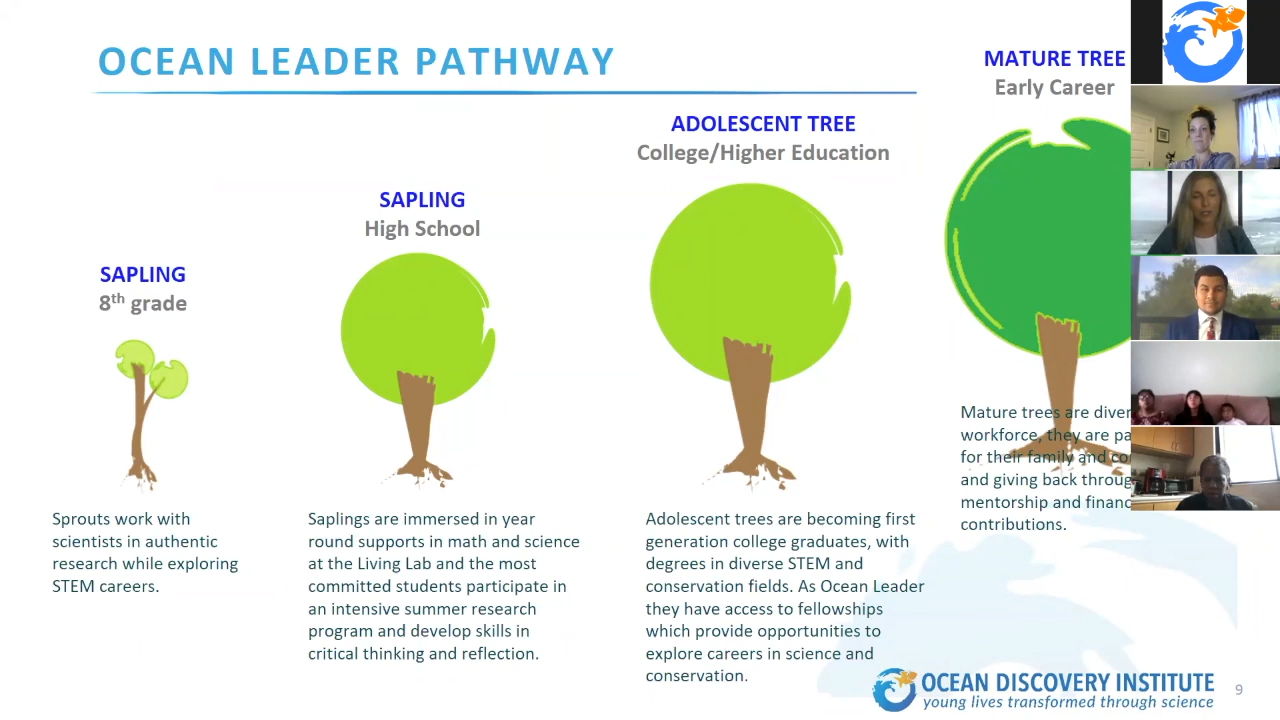 OCEAN LEADER PATHWAY
SAPLING
8th grade
Sprouts work with
scientists in authentic
research while exploring
STEM careers.
SAPLING
High School
Saplings are immersed in year
round supports in math and science
at the Living Lab and the most
committed students participate in
an intensive summer research
program and develop skills in
critical thinking and reflection.
ADOLESCENT TREE
College/Higher Education
Adolescent trees are becoming first
generation college graduates, with
degrees in diverse STEM and
conservation fields. As Ocean Leader
they have access to fellowships
which provide opportunities to
explore careers in science and
conservation.
MATURE TREE
Early Career
Mature trees are
workforce, they are
for their family and
and giving back
mentorship and
contributions.
OCEAN DISCOVERY INSTITUTE
young lives transformed through science
9